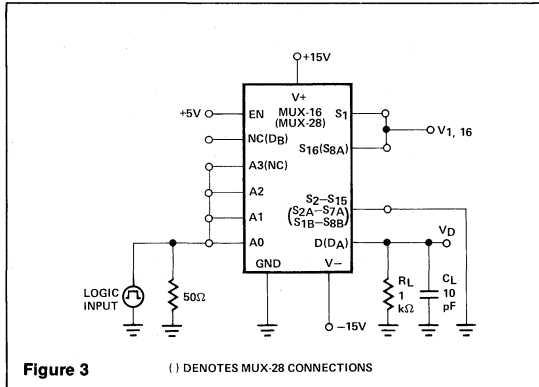 +15V
V+
+5V
EN
MUX-16
(MUX-28)
S1
NC(DB)
V1, 16
S16(S8A)
A3(NC)
A2
S2–S15
(S2A–S7A
S1B–S8B)
A1
VD
A0
D(DA)
GND
V−
LOGIC
INPUT
50Ω
RL
1
kΩ
CL
10
pF
−15V
Figure 3
( ) DENOTES MUX-28 CONNECTIONS